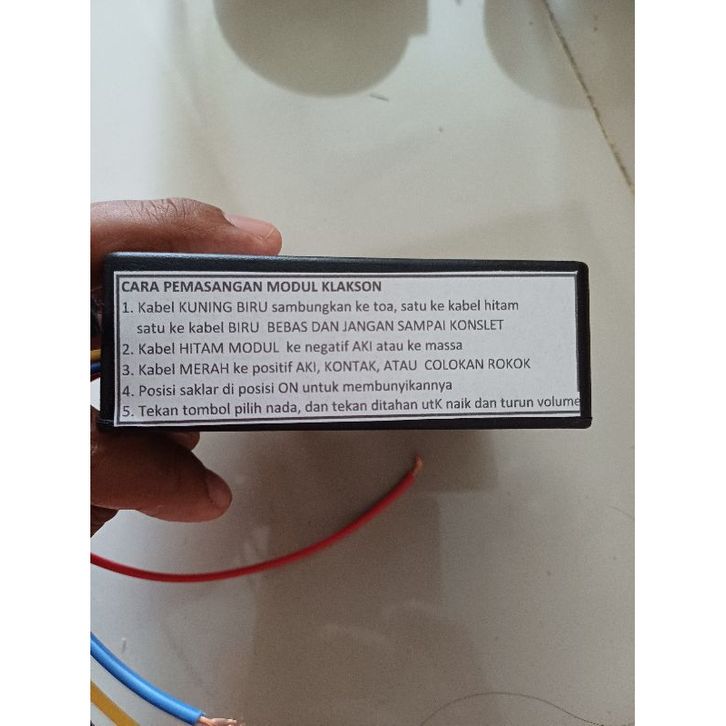 CARA PEMASANGAN MODUL KLAKSON
1. Kabel KUNING BIRU sambungkan ke toa, satu ke kabel hitam
satu ke kabel BIRU BEBAS DAN JANGAN SAMPAI KONSLET
2. Kabel HITAM MODUL ke negatif AKI atau ke massa
3. Kabel MERAH ke positif AKI, KONTAK, ATAU COLOKAN ROKOK
4. Posisi saklar di posisi ON untuk membunyikannya
5. Tekan tombol pilih nada, dan tekan ditahan utK naik dan turun volume